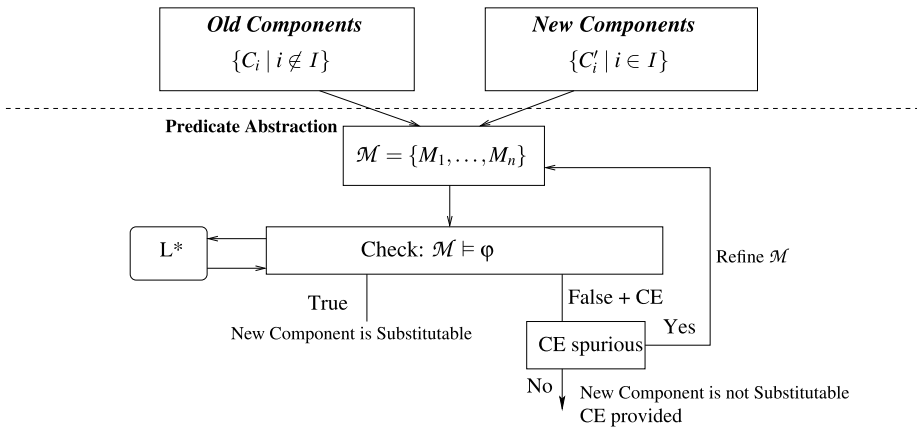 Old Components
{C_i | i ∉ I}
New Components
{C'_i | i ∈ I}
Predicate Abstraction
ℳ = {M_1,...,M_n}
L*
Check: ℳ ⊨ φ
Refine ℳ
True
False + CE
New Component is Substitutable
CE spurious
Yes
No
New Component is not Substitutable
CE provided